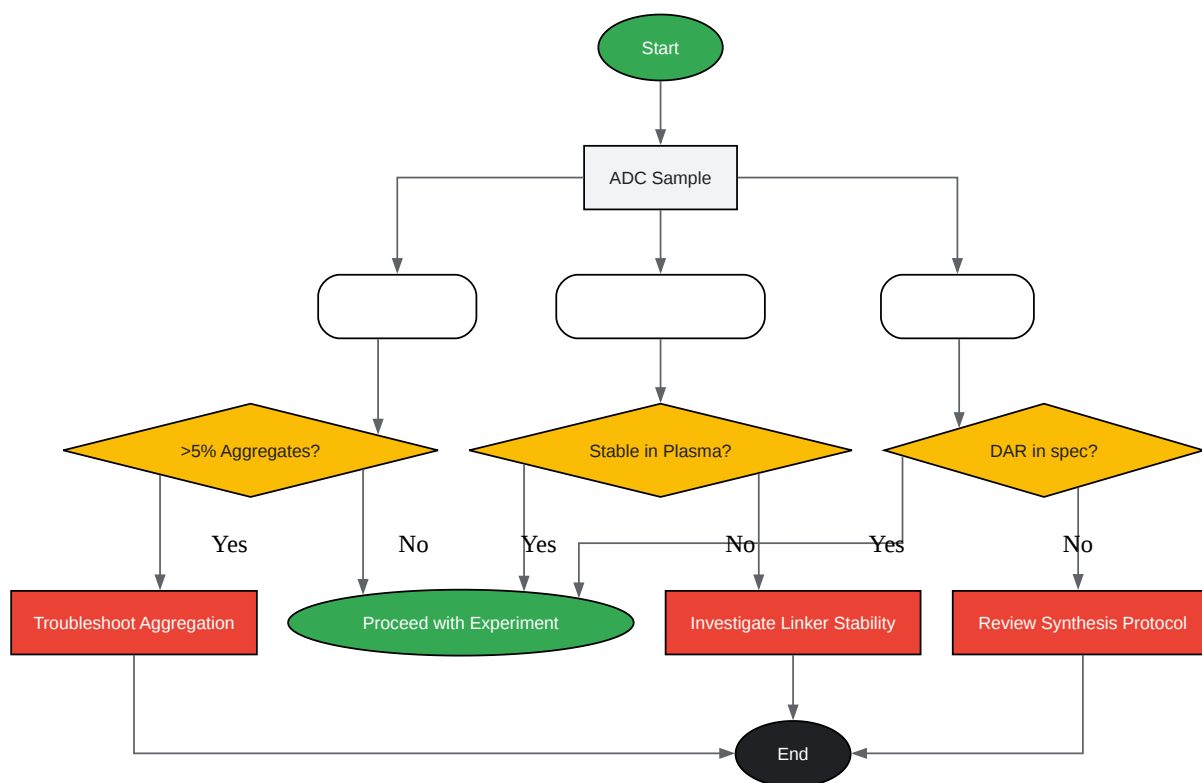 Start
ADC Sample
>5% Aggregates?
Stable in Plasma?
DAR in spec?
Yes
No
Yes
No
Yes
No
Troubleshoot Aggregation
Proceed with Experiment
Investigate Linker Stability
Review Synthesis Protocol
End